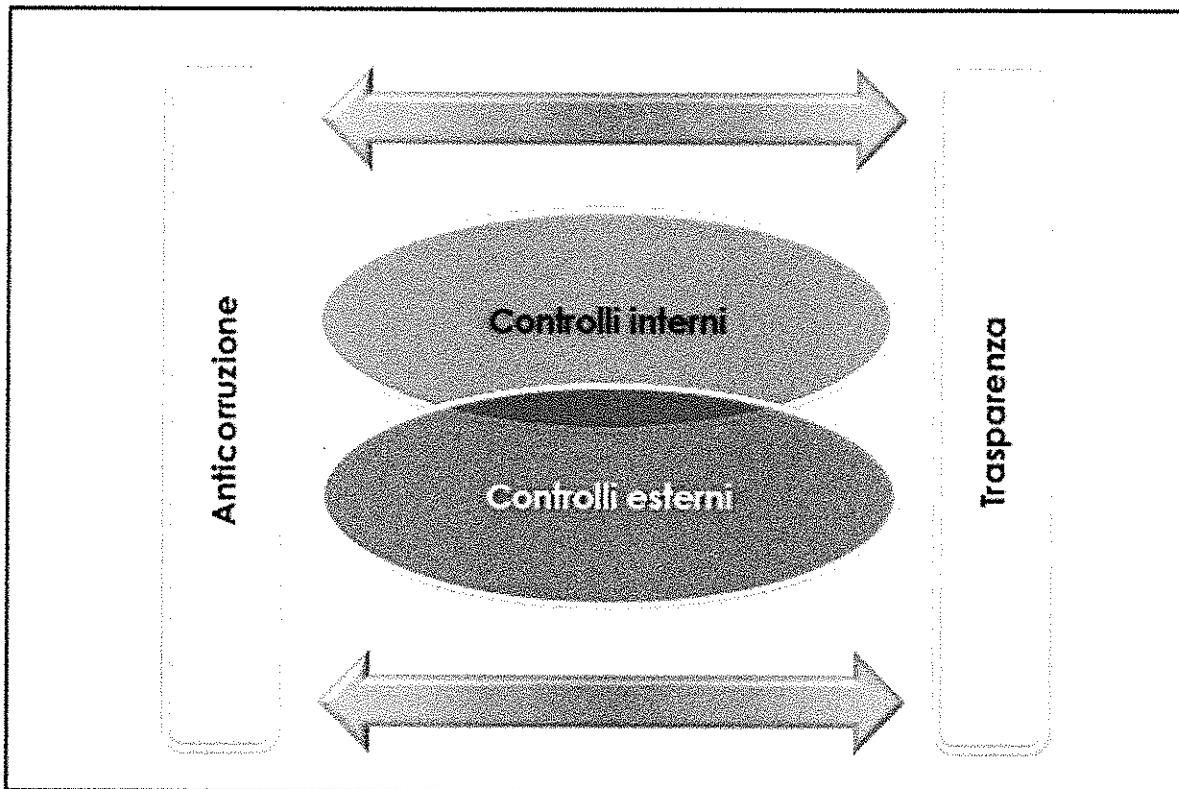 Anticorruzione
Controlli interni
Controlli esterni
Trasparenza